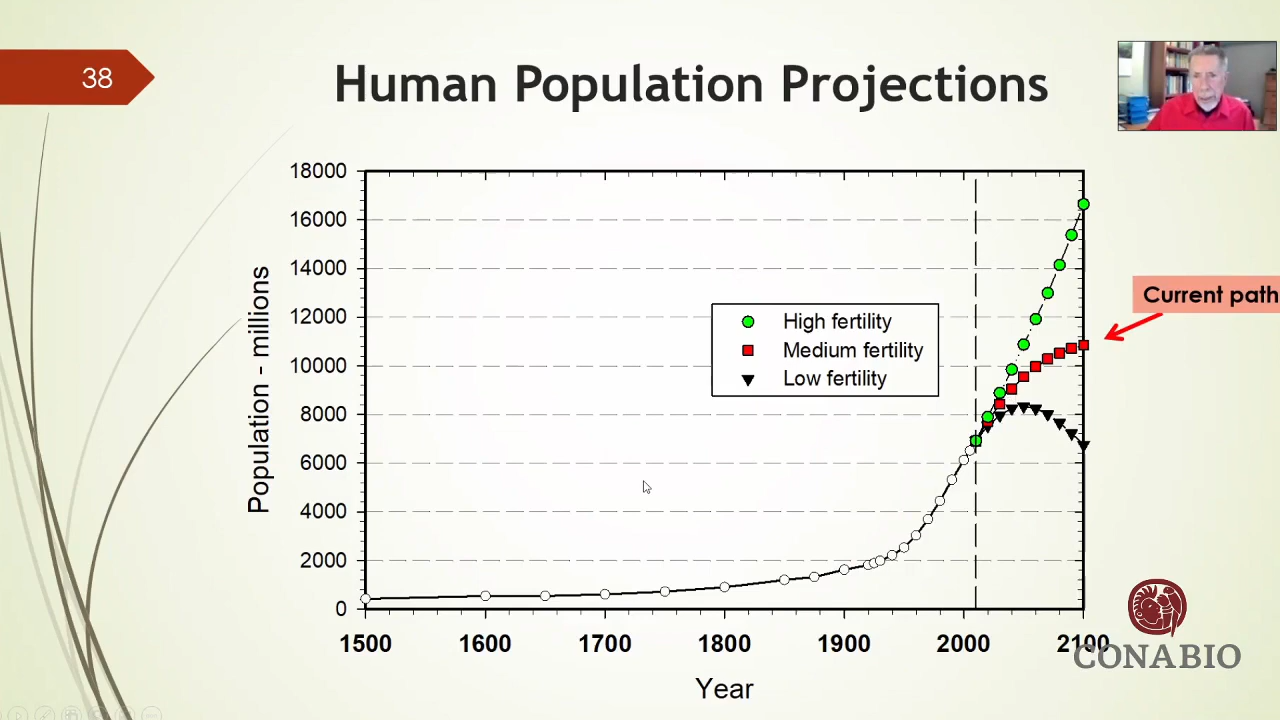 38
Human Population Projections
18000
16000
14000
12000
10000
8000
6000
4000
2000
0
Population - millions
High fertility
Medium fertility
Low fertility
Current path
1500 1600 1700 1800 1900 2000 2100
Year
CONABIO